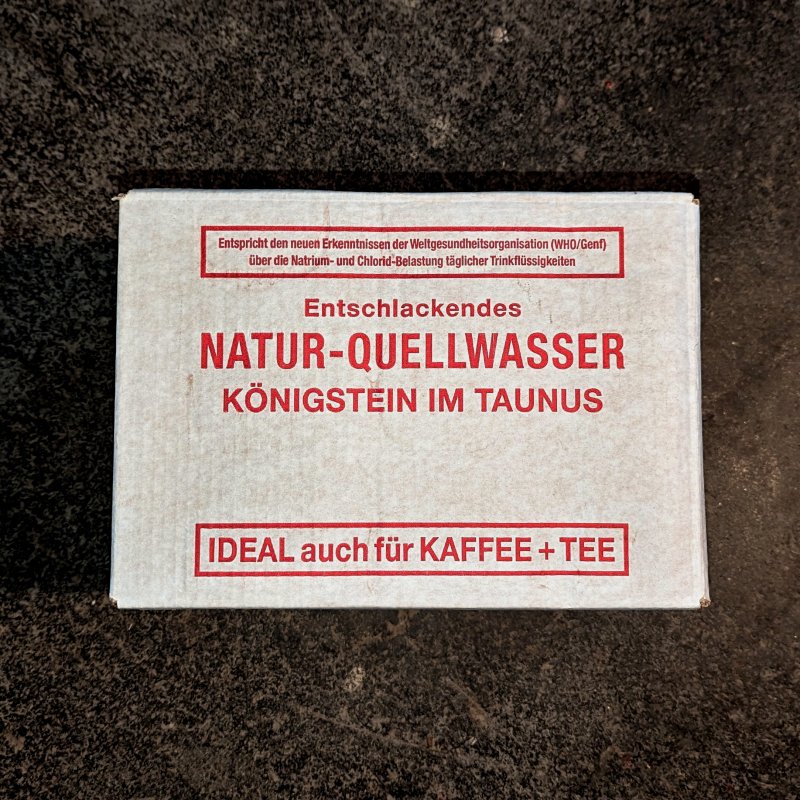 Entspricht den neuen Erkenntnissen der Weltgesundheitsorganisation (WHO/Genf)
über die Natrium- und Chlorid-Belastung täglicher Trinkflüssigkeiten
Entschlackendes
NATUR-QUELLWASSER
KÖNIGSTEIN IM TAUNUS
IDEAL auch für KAFFEE + TEE